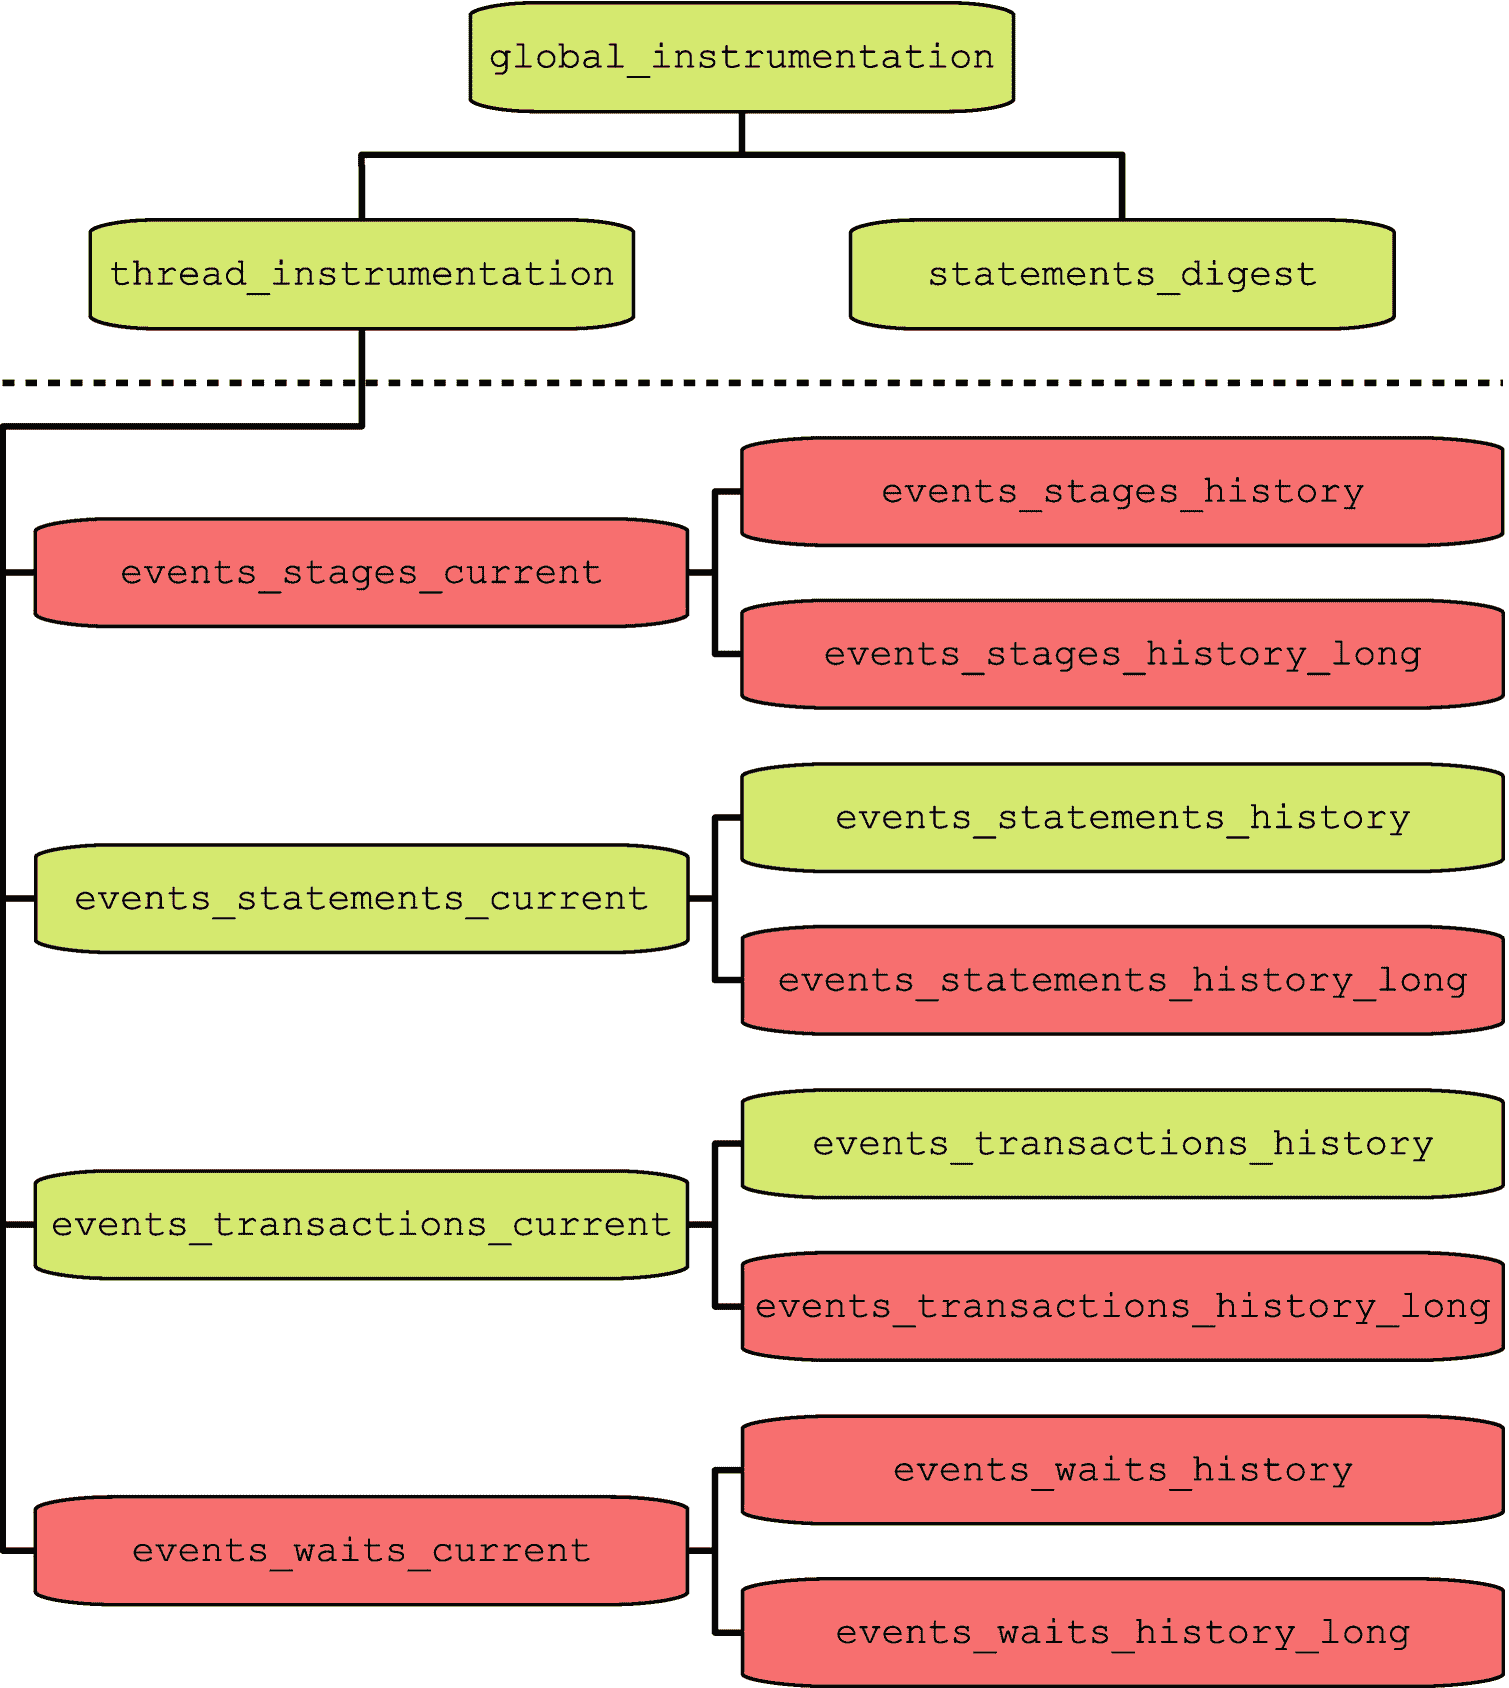 global_instrumentation
thread_instrumentation
statements_digest
events_stages_current
events_stages_history
events_stages_history_long
events_statements_current
events_statements_history
events_statements_history_long
events_transactions_current
events_transactions_history
events_transactions_history_long
events_waits_current
events_waits_history
events_waits_history_long